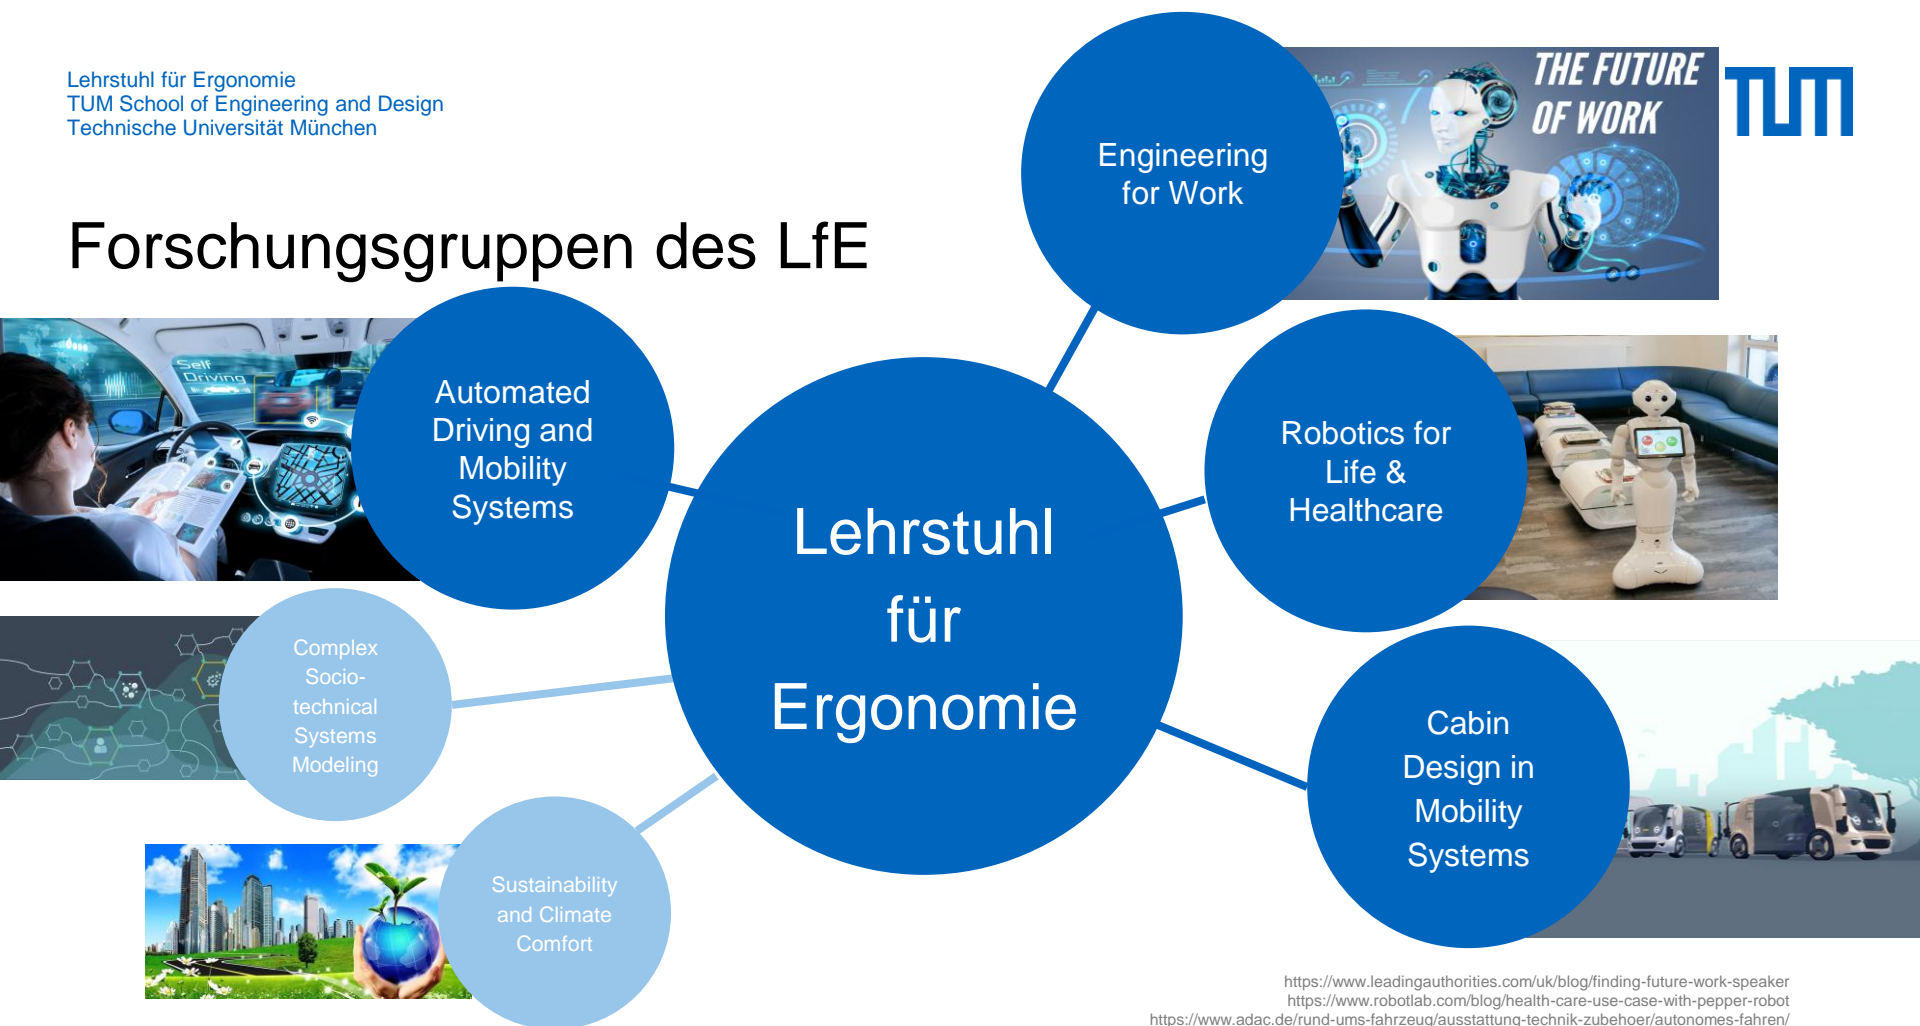 Lehrstuhl für Ergonomie
TUM School of Engineering and Design
Technische Universität München
TUM
Forschungsgruppen des LfE
Engineering
for Work
THE FUTURE
OF WORK
Self
Driving
Automated
Driving and
Mobility
Systems
Robotics for
Life &
Healthcare
Lehrstuhl
für
Ergonomie
Complex
Socio-
technical
Systems
Modeling
Cabin
Design in
Mobility
Systems
Sustainability
and Climate
Comfort
https://www.leadingauthorities.com/uk/blog/finding-future-work-speaker
https://www.robotlab.com/blog/health-care-use-case-with-pepper-robot
https://www.adac.de/rund-ums-fahrzeug/ausstattung-technik-zubehoer/autonomes-fahren/